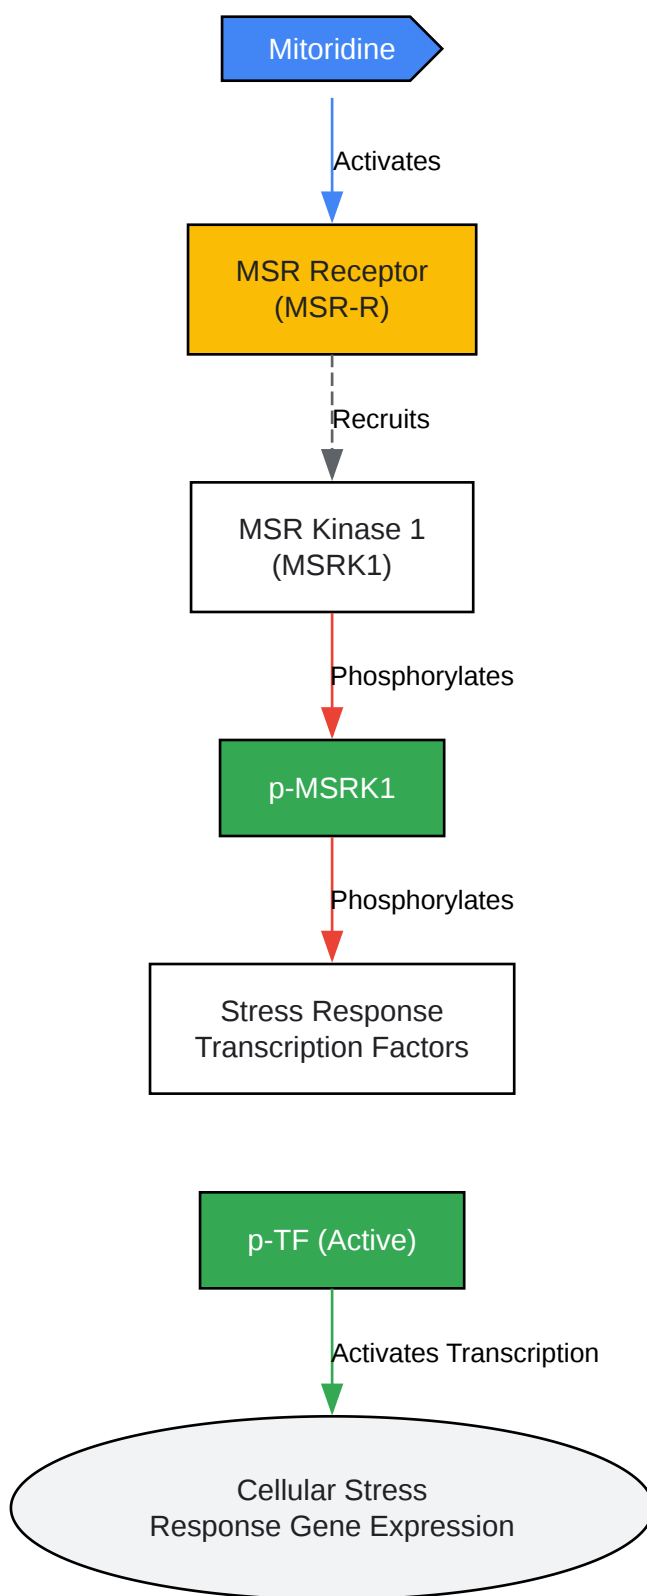 Mitoridine
Activates
MSR Receptor
(MSR-R)
Recruits
MSR Kinase 1
(MSRK1)
Phosphorylates
p-MSRK1
Phosphorylates
Stress Response
Transcription Factors
p-TF (Active)
Activates Transcription
Cellular Stress
Response Gene Expression